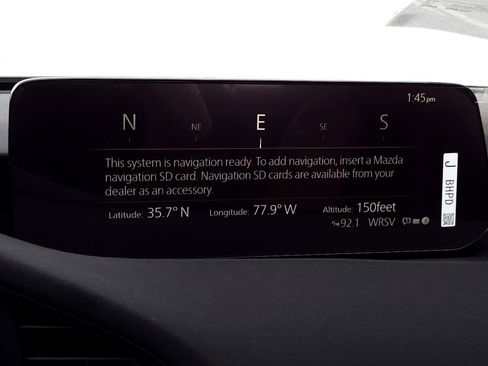 1:45pm
N NE E SE S
This system is navigation ready. To add navigation, insert a Mazda
navigation SD card. Navigation SD cards are available from your
dealer as an accessory.
Latitude: 35.7° N Longitude: 77.9° W Altitude: 150feet
92.1 WRSV
J BHPD